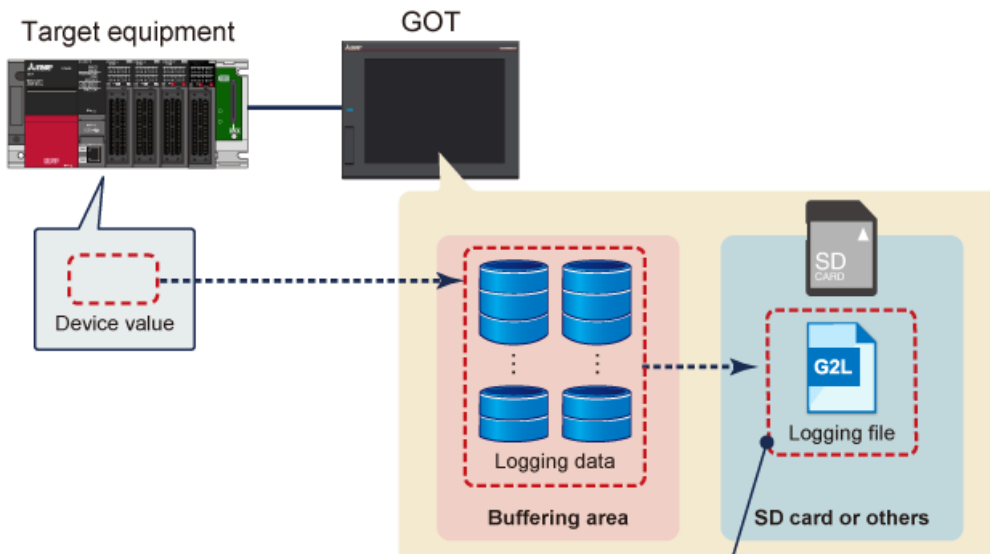 Target equipment
GOT
Device value
SD
CARD
G2L
Logging file
Logging data
Buffering area
SD card or others